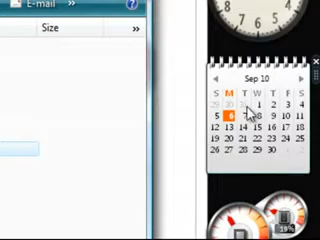 E-mail »
Size »
Sep 10
S M T W T F S
29 30 31 1 2 3 4
5 6 7 8 9 10 11
12 13 14 15 16 17 18
19 20 21 22 23 24 25
26 27 28 29 30
19%